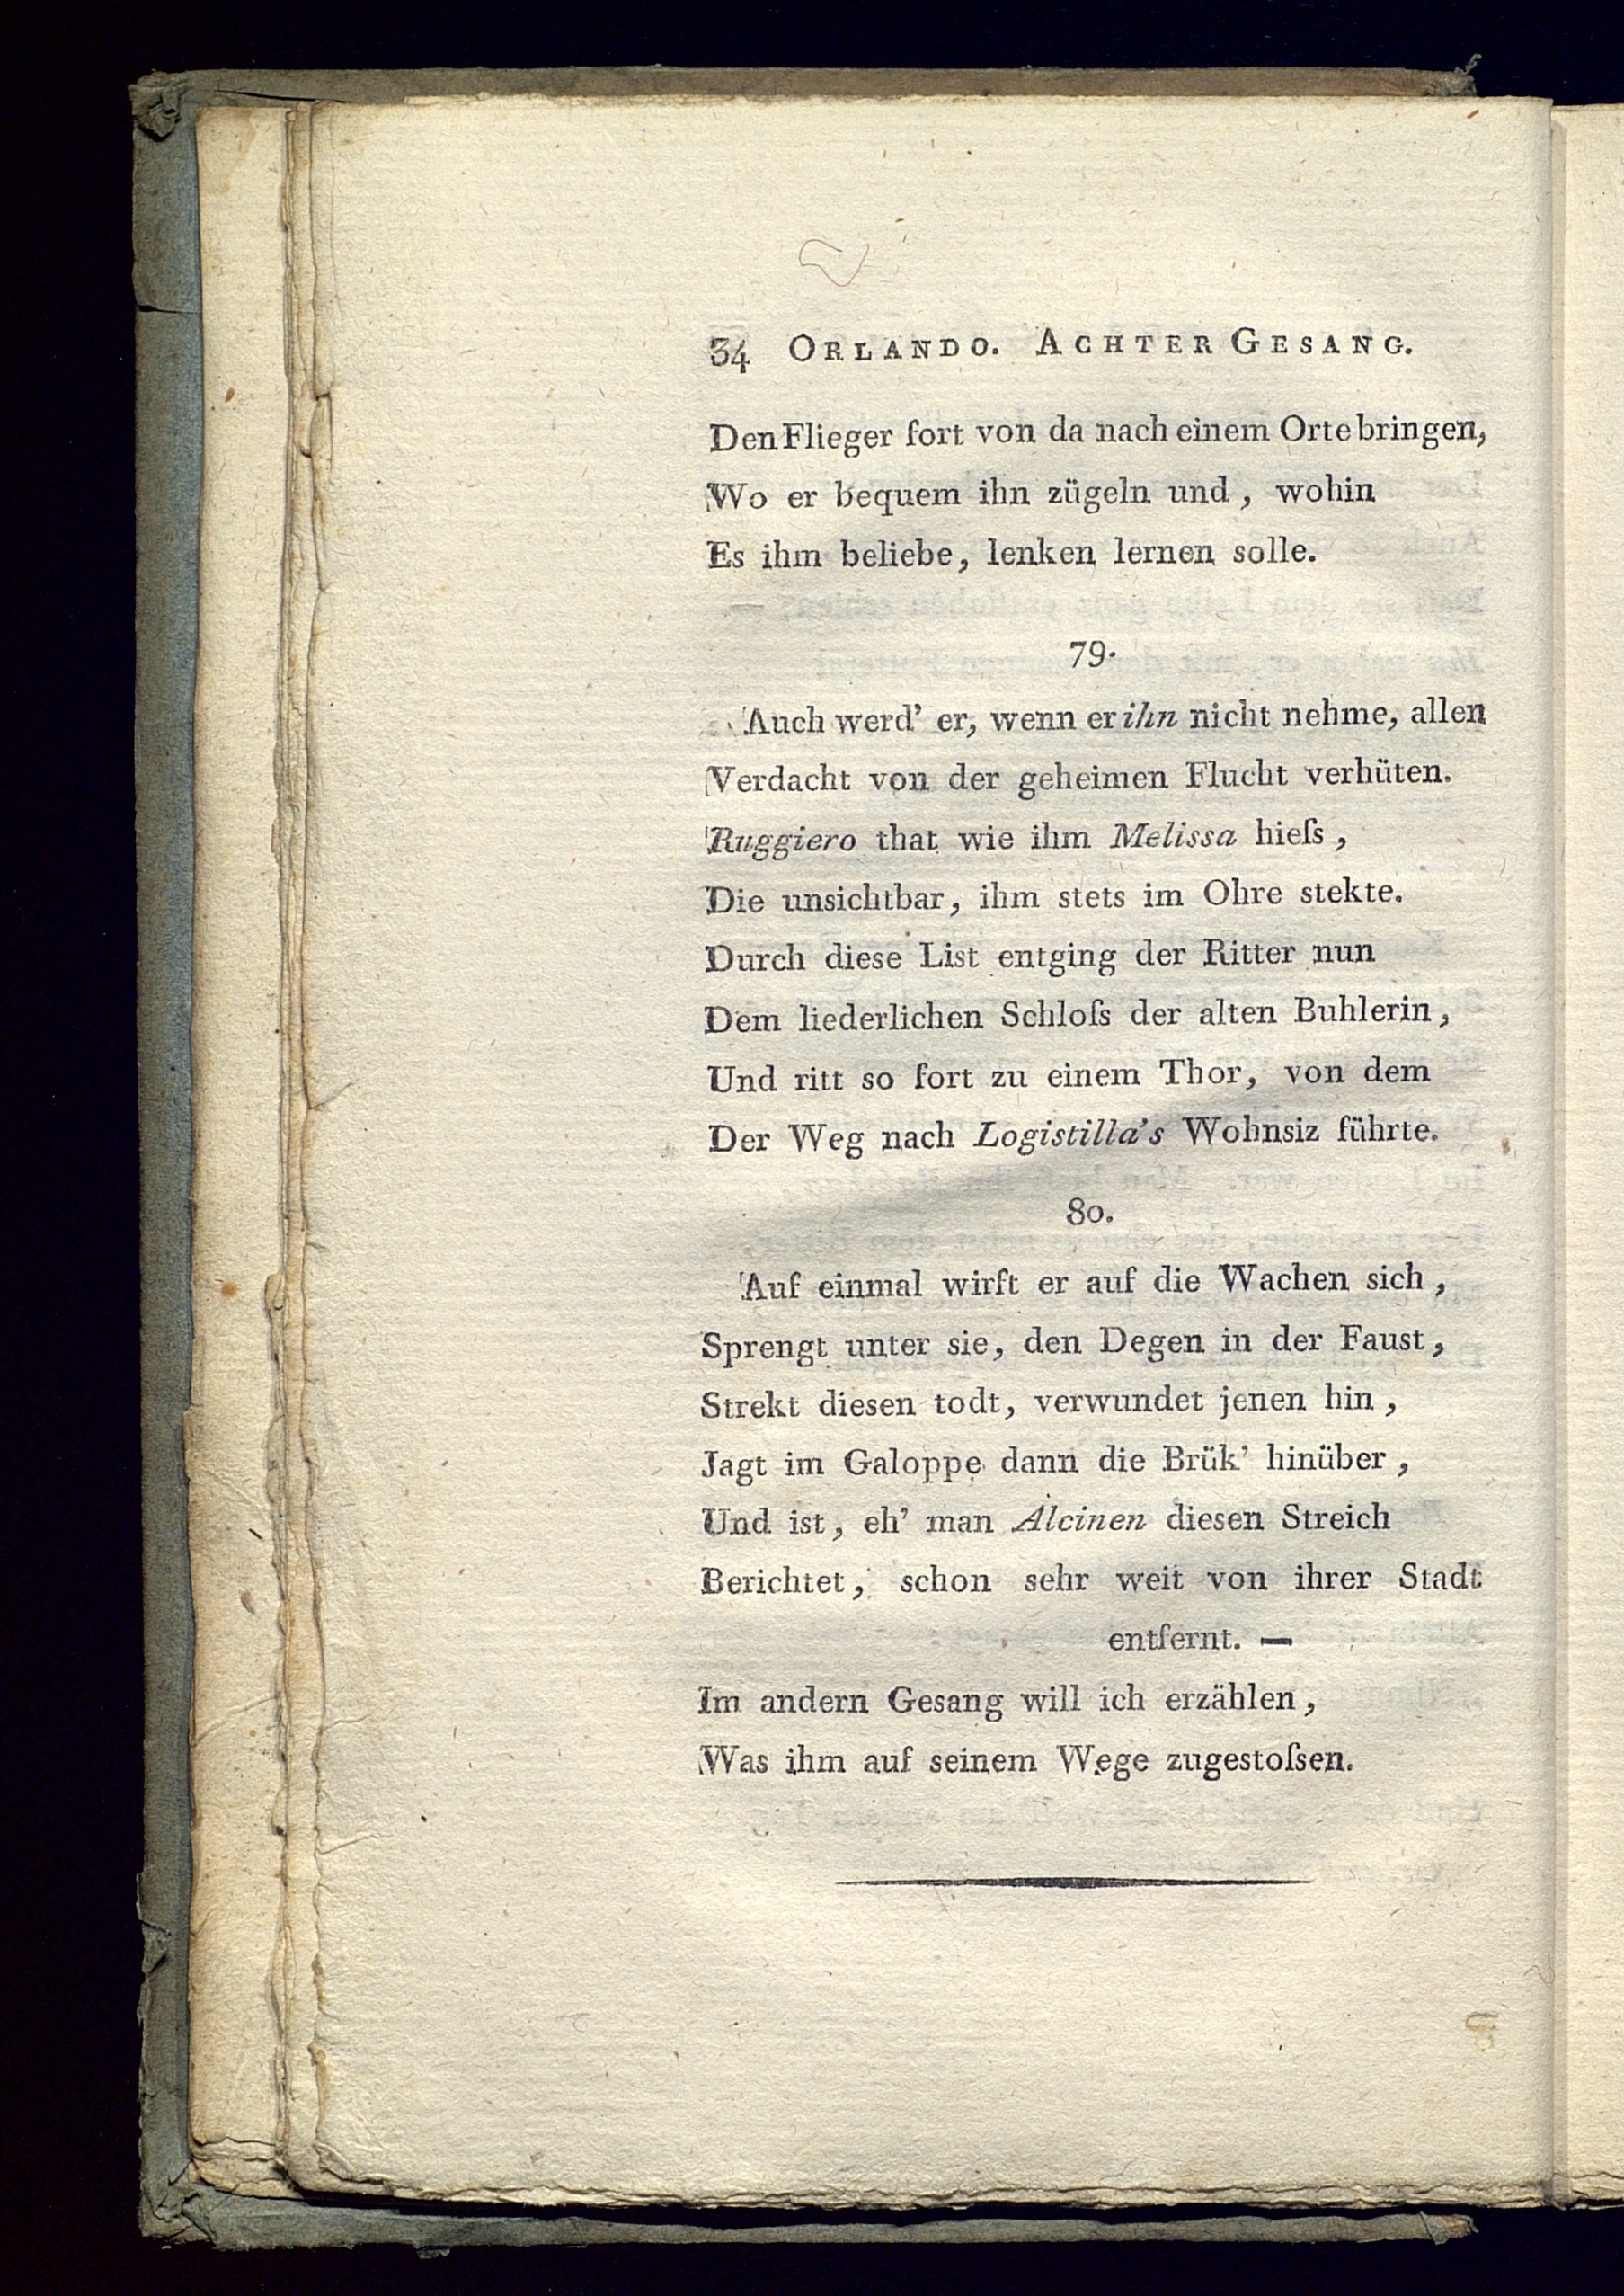 34 ORLANDO. ACHTER GESANG.
Den Flieger fort von da nach einem Orte bringen,
Wo er bequem ihn zügeln und, wohin
Es ihm beliebe, lenken lernen solle.
79.
Auch werd' er, wenn er ihn nicht nehme, allen
Verdacht von der geheimen Flucht verhüten.
Ruggiero that wie ihm Melissa hieſs,
Die unsichtbar, ihm stets im Ohre stekte.
Durch diese List entging der Ritter nun
Dem liederlichen Schloſs der alten Buhlerin,
Und ritt so fort zu einem Thor, von dem
Der Weg nach Logistilla's Wohnsiz führte.
80.
Auf einmal wirft er auf die Wachen sich,
Sprengt unter sie, den Degen in der Faust,
Strekt diesen todt, verwundet jenen hin,
Jagt im Galoppe dann die Brük' hinüber,
Und ist, eh' man Alcinen diesen Streich
Berichtet, schon sehr weit von ihrer Stadt
entfernt. —
Im andern Gesang will ich erzählen,
Was ihm auf seinem Wege zugestoſsen.